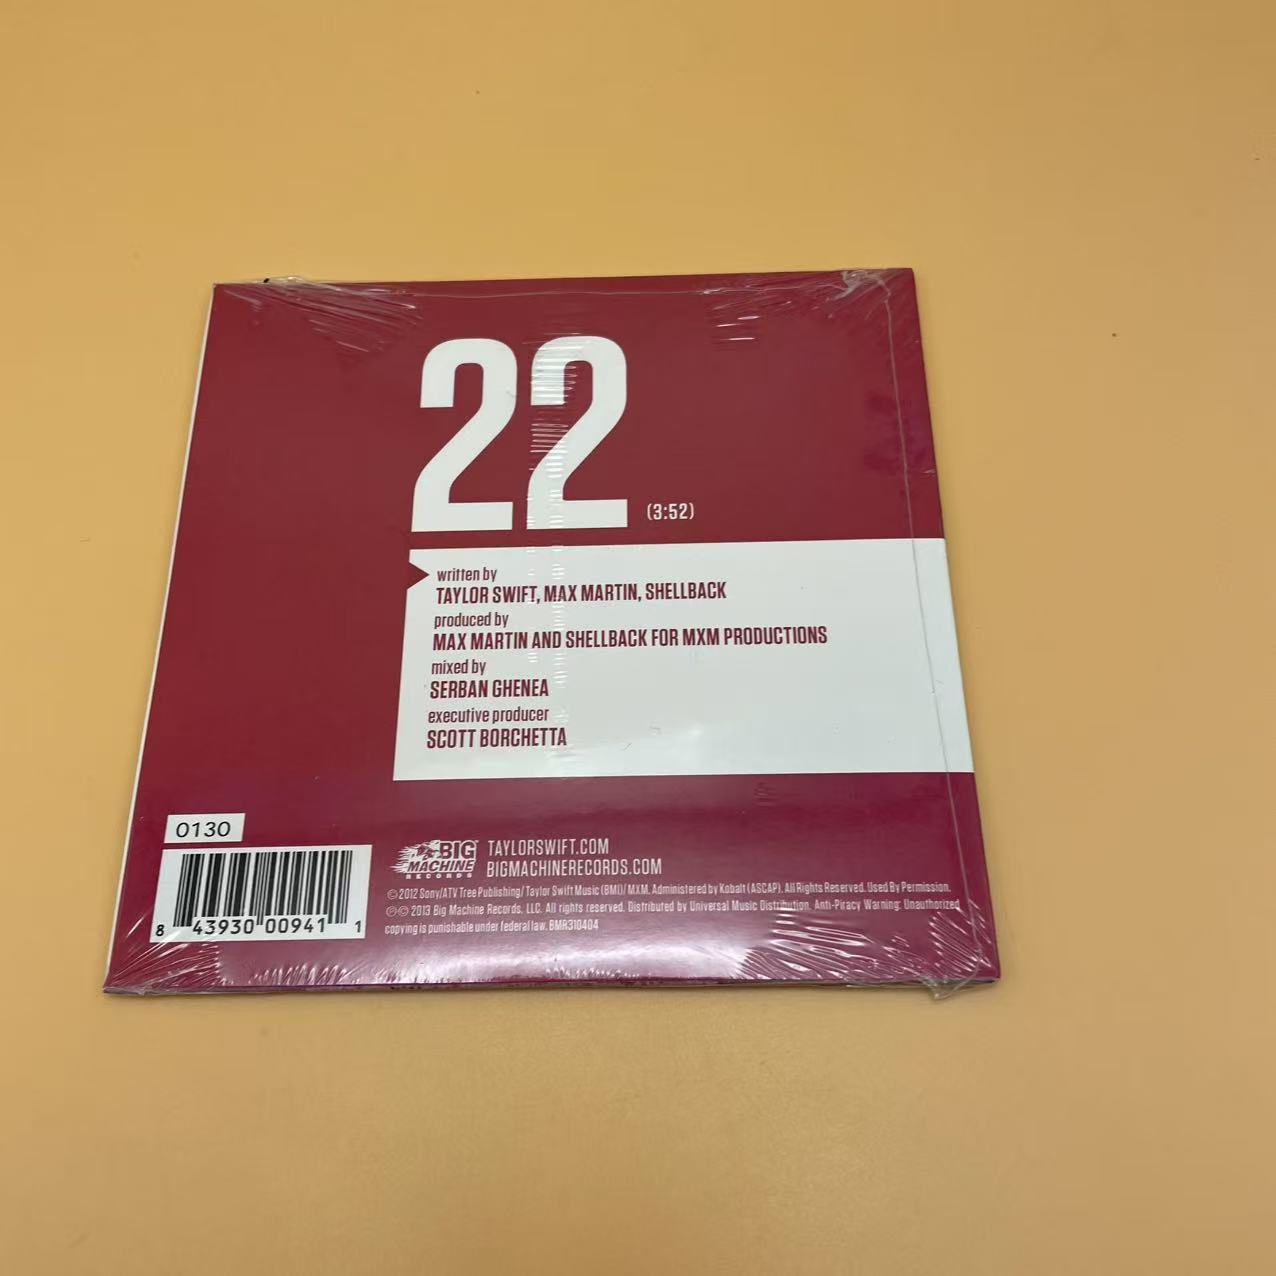 22 (3:52)
written by
TAYLOR SWIFT, MAX MARTIN, SHELLBACK
produced by
MAX MARTIN AND SHELLBACK FOR MXM PRODUCTIONS
mixed by
SERBAN GHENEA
executive producer
SCOTT BORCHETTA
0130
8 43930 00941 1
BIG MACHINE RECORDS
TAYLORSWIFT.COM
BIGMACHINERECORDS.COM
©2012 Sony/ATV Tree Publishing/Taylor Swift Music (BMI)/MXM. Administered by Kobalt (ASCAP). All Rights Reserved. Used By Permission.
℗© 2013 Big Machine Records, LLC. All rights reserved. Distributed by Universal Music Distribution. Anti-Piracy Warning: Unauthorized
copying is punishable under federal law. BMR310404